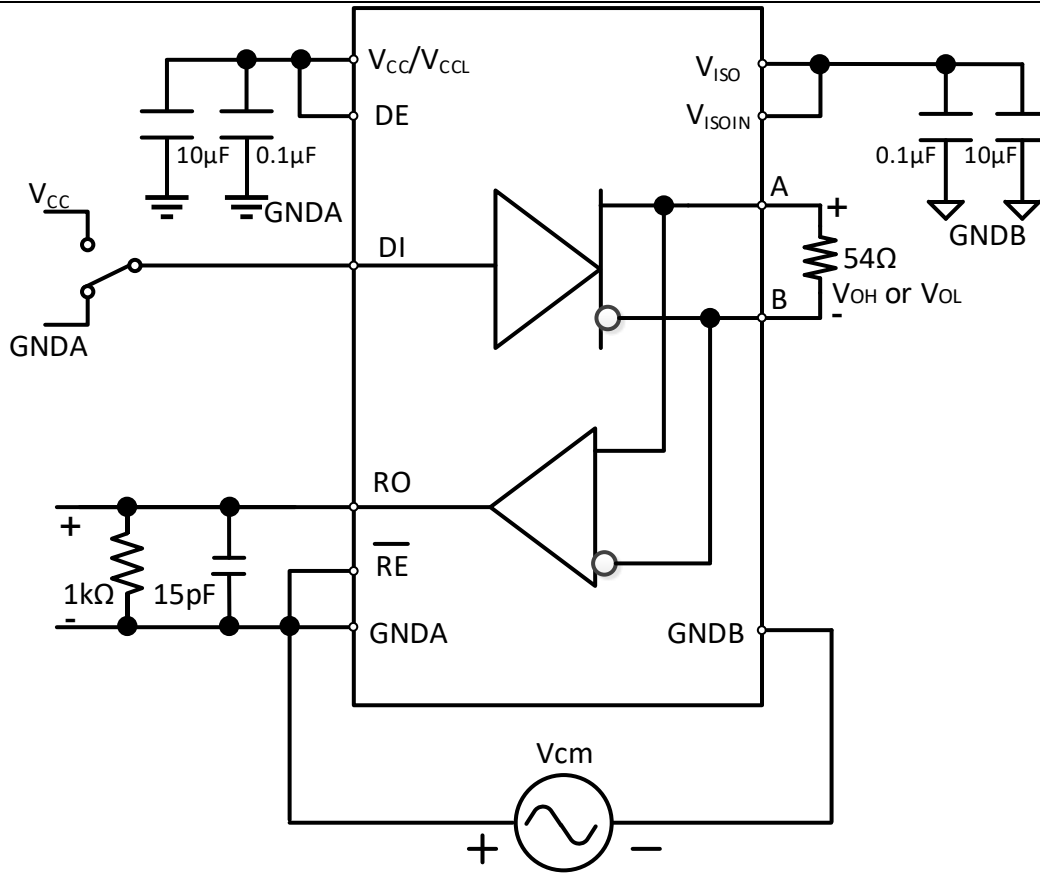 VCC/VCCL
VISO
DE
VISOIN
10μF
0.1μF
0.1μF
10μF
VCC
GNDA
A
+
GNDB
DI
54Ω
B
VOH or VOL
-
GNDA
RO
+
RE
1kΩ
15pF
-
GNDA
GNDB
Vcm
+
−